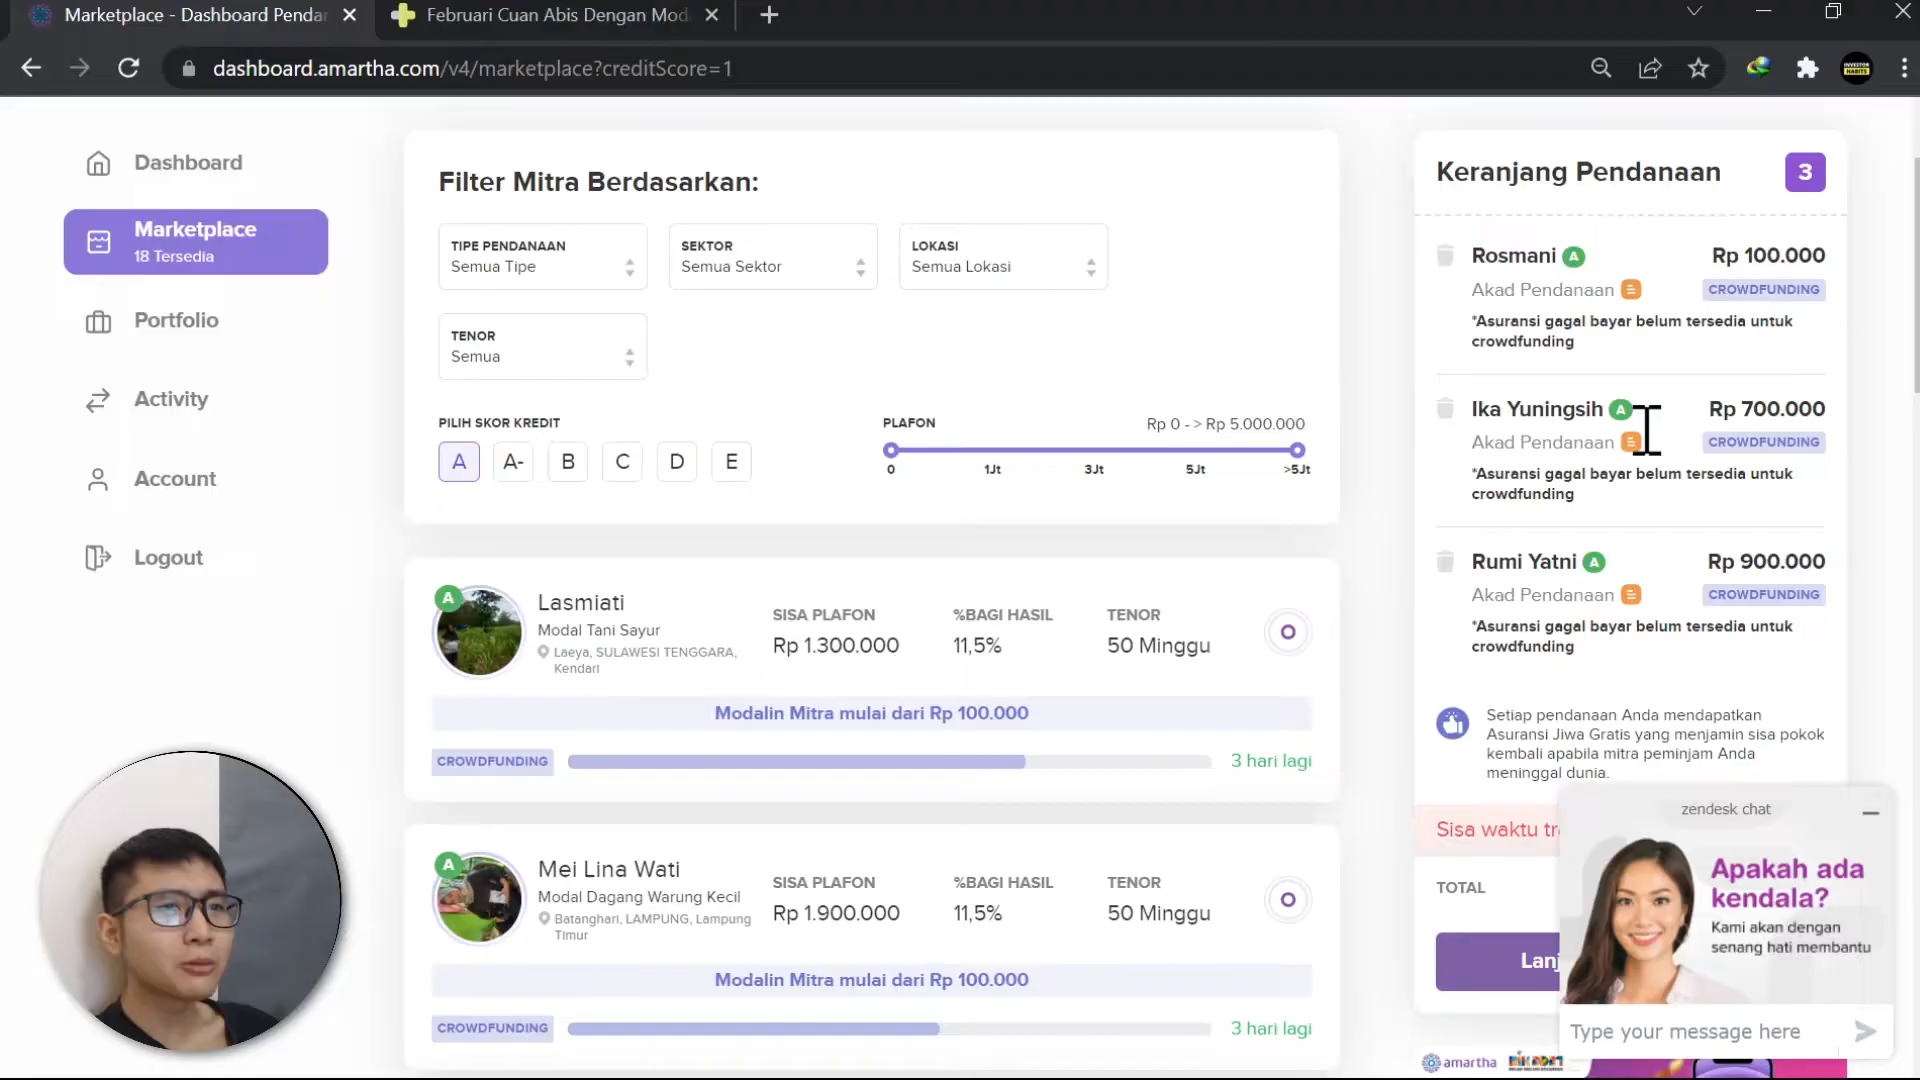 Marketplace - Dashboard Penda
Februari Cuan Abis Dengan Mod
dashboard.amartha.com/v4/marketplace?creditScore=1
INVESTOR HABITS
Dashboard
Marketplace
18 Tersedia
Portfolio
Activity
Account
Logout
Filter Mitra Berdasarkan:
TIPE PENDANAAN
Semua Tipe
SEKTOR
Semua Sektor
LOKASI
Semua Lokasi
TENOR
Semua
PILIH SKOR KREDIT
A A- B C D E
PLAFON
Rp 0 - > Rp 5.000.000
0 1Jt 3Jt 5Jt >5Jt
A
Lasmiati
Modal Tani Sayur
Laeya, SULAWESI TENGGARA,
Kendari
SISA PLAFON
Rp 1.300.000
%BAGI HASIL
11,5%
TENOR
50 Minggu
Modalin Mitra mulai dari Rp 100.000
CROWDFUNDING
3 hari lagi
A
Mei Lina Wati
Modal Dagang Warung Kecil
Batanghari, LAMPUNG, Lampung
Timur
SISA PLAFON
Rp 1.900.000
%BAGI HASIL
11,5%
TENOR
50 Minggu
Modalin Mitra mulai dari Rp 100.000
CROWDFUNDING
3 hari lagi
Keranjang Pendanaan 3
Rosmani A Rp 100.000
Akad Pendanaan CROWDFUNDING
*Asuransi gagal bayar belum tersedia untuk
crowdfunding
Ika Yuningsih A Rp 700.000
Akad Pendanaan CROWDFUNDING
*Asuransi gagal bayar belum tersedia untuk
crowdfunding
Rumi Yatni A Rp 900.000
Akad Pendanaan CROWDFUNDING
*Asuransi gagal bayar belum tersedia untuk
crowdfunding
Setiap pendanaan Anda mendapatkan
Asuransi Jiwa Gratis yang menjamin sisa pokok
kembali apabila mitra peminjam Anda
meninggal dunia.
Sisa waktu tr
TOTAL
Lanj
zendesk chat
Apakah ada
kendala?
Kami akan dengan
senang hati membantu
Type your message here
amartha